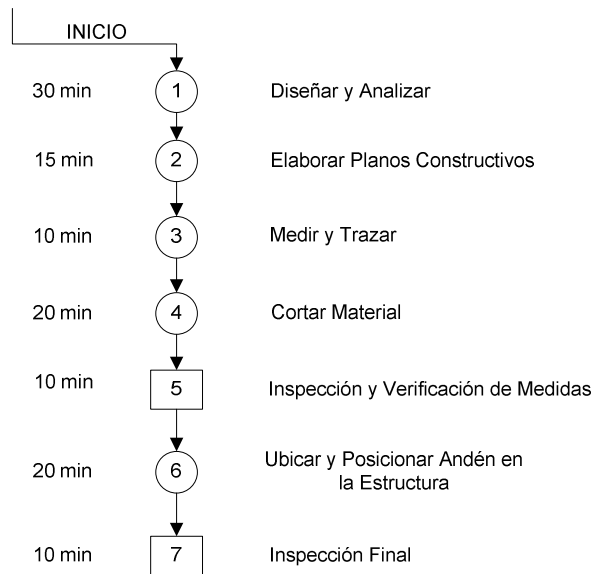 INICIO
30 min 1 Diseñar y Analizar
15 min 2 Elaborar Planos Constructivos
10 min 3 Medir y Trazar
20 min 4 Cortar Material
10 min 5 Inspección y Verificación de Medidas
20 min 6 Ubicar y Posicionar Andén en
la Estructura
10 min 7 Inspección Final